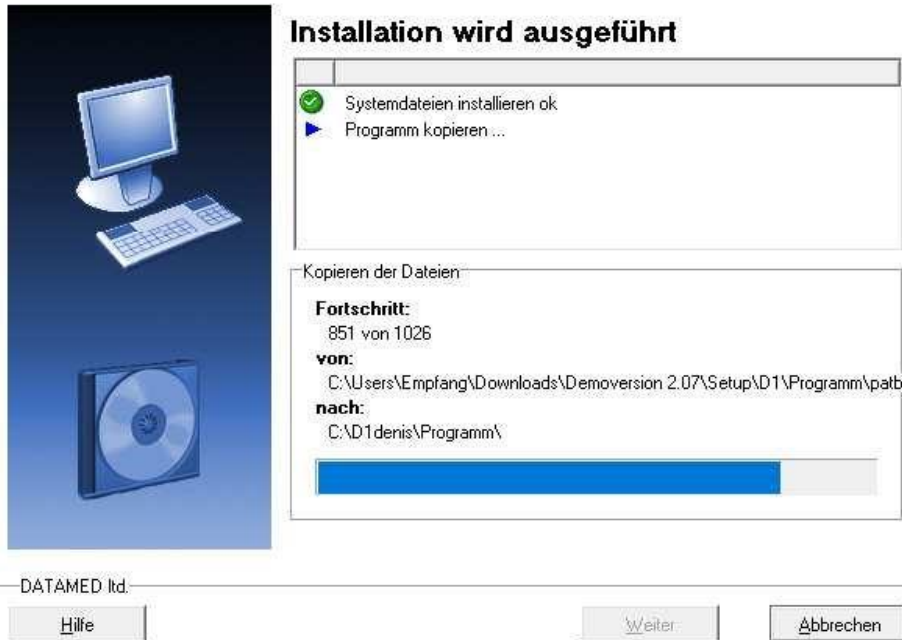 Installation wird ausgeführt
Systemdateien installieren ok
Programm kopieren ...
Kopieren der Dateien
Fortschritt:
851 von 1026
von:
C:\Users\Empfang\Downloads\Demoversion 2.07\Setup\D1\Programm\patb
nach:
C:\D1denis\Programm\
DATAMED ltd.
Hilfe
Weiter
Abbrechen